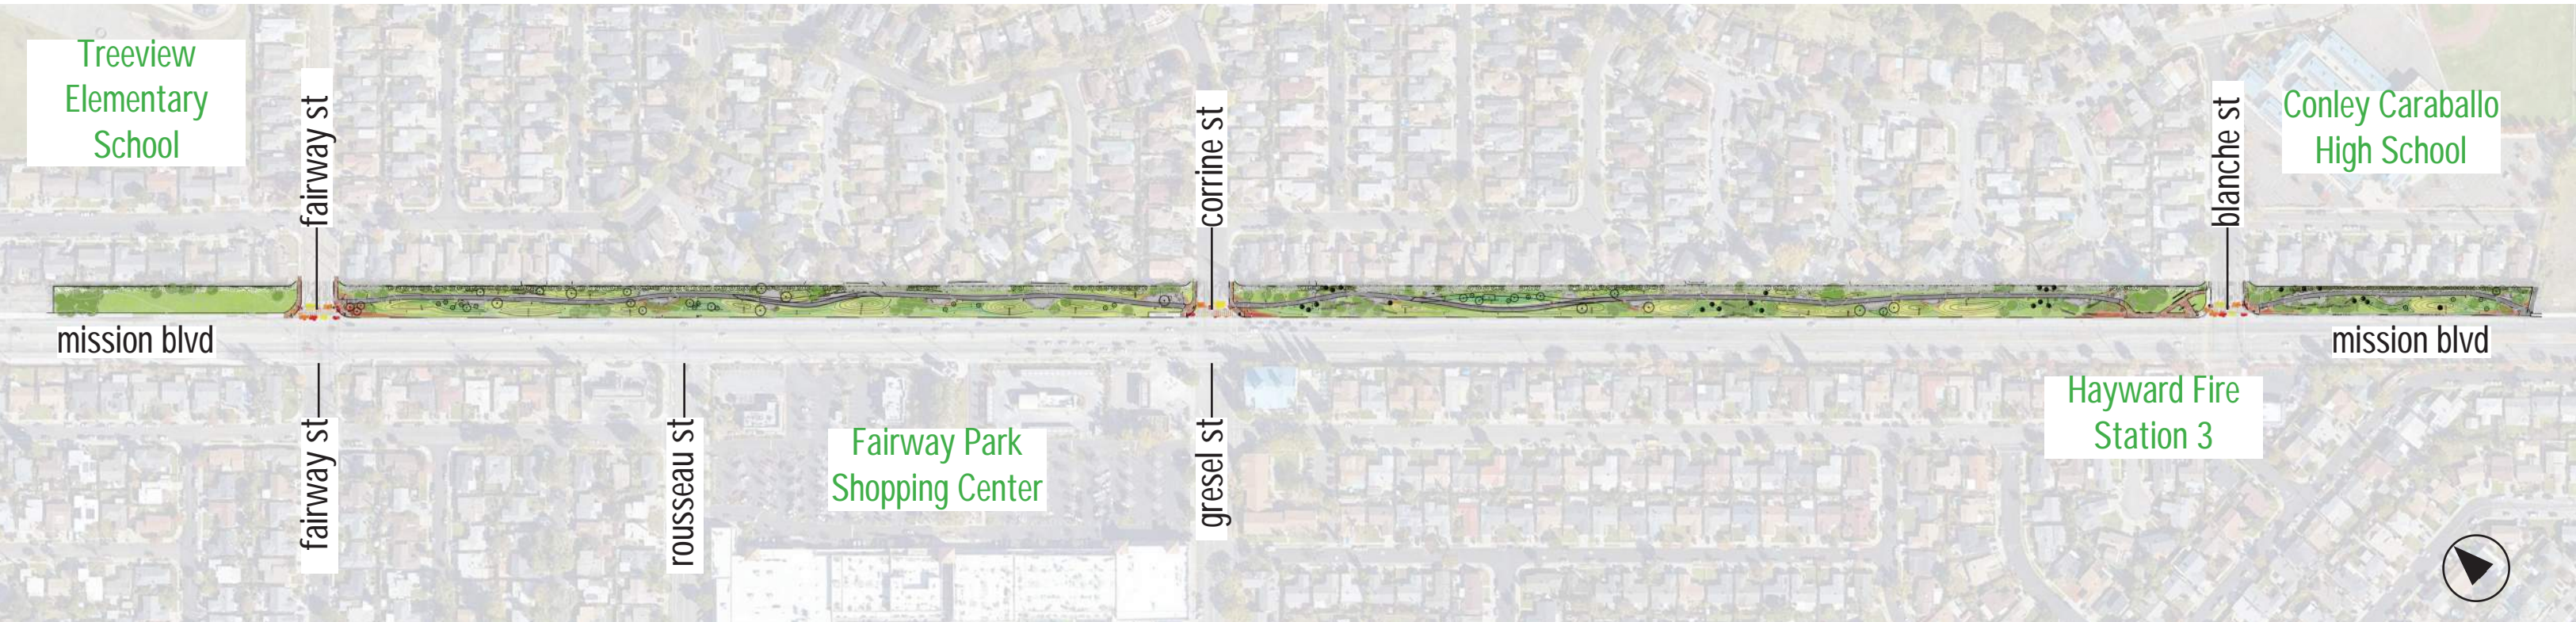 Treeview
Elementary
School
fairway st
corrine st
blanche st
Conley Caraballo
High School
mission blvd
mission blvd
fairway st
rousseau st
Fairway Park
Shopping Center
gresel st
Hayward Fire
Station 3